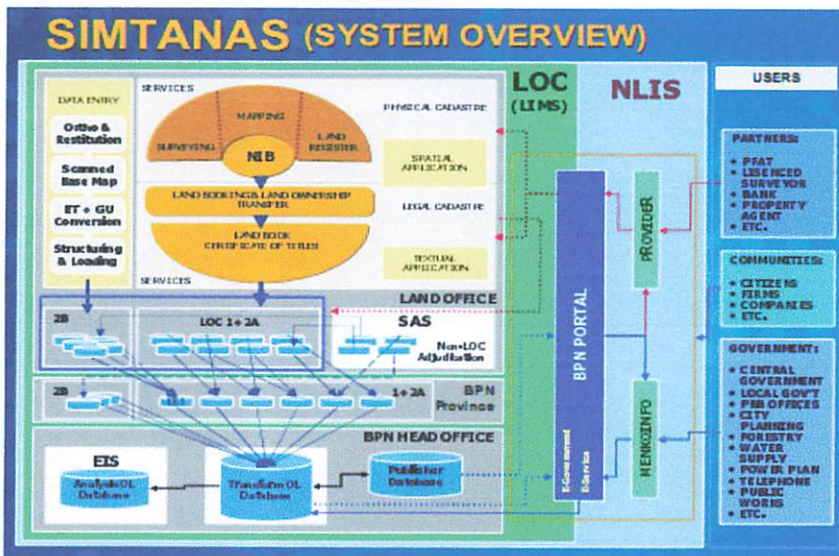 SIMTANAS (SYSTEM OVERVIEW)
DATA ENTRY
Ortho &
Restitution
Scanned
Base Map
ET + GU
Conversion
Structuring
& Loading
SERVICES
MAPPING
SURVEYING
LAND
REGISTER
NIB
PHYSICAL CADASTRE
SPATIAL
APPLICATION
LAND BOOKING & LAND OWNERSHIP
TRANSFER
LEGAL CADASTRE
LAND BOOK
CERTIFICATE OF TITLES
TEXTUAL
APPLICATION
SERVICES
LAND OFFICE
2B
LOC 1+2A
SAS
Non-LOC
Adjudication
2B
1+2A
BPN
Province
BPN HEAD OFFICE
EIS
Analysis OL
Database
Transform OL
Database
Publisher
Database
LOC
(LIMS)
NLIS
BPN PORTAL
E-Government
E-Service
PROVIDER
MENKOINFO
USERS
PARTNERS:
• PPAT
• LISENCED
SURVEYOR
• BANK
• PROPERTY
AGENT
• ETC.
COMMUNITIES:
• CITIZENS
• FIRMS
• COMPANIES
• ETC.
GOVERNMENT:
• CENTRAL
GOVERNMENT
• LOCAL GOV'T
• PBB OFFICES
• CITY
PLANNING
• FORESTRY
• WATER
SUPPLY
• POWER PLAN
• TELEPHONE
• PUBLIC
WORKS
• ETC.